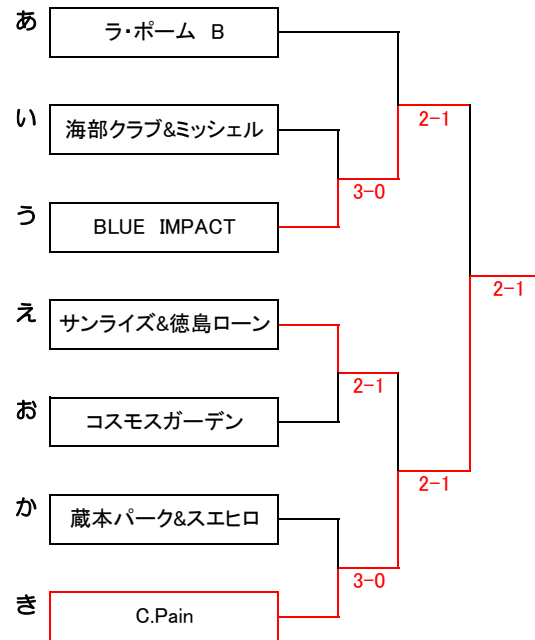 あ ラ・ポーム B
2-1
い 海部クラブ&ミッシェル
3-0
う BLUE IMPACT
2-1
え サンライズ&徳島ローン
2-1
お コスモスガーデン
2-1
か 蔵本パーク&スエヒロ
3-0
き C.Pain